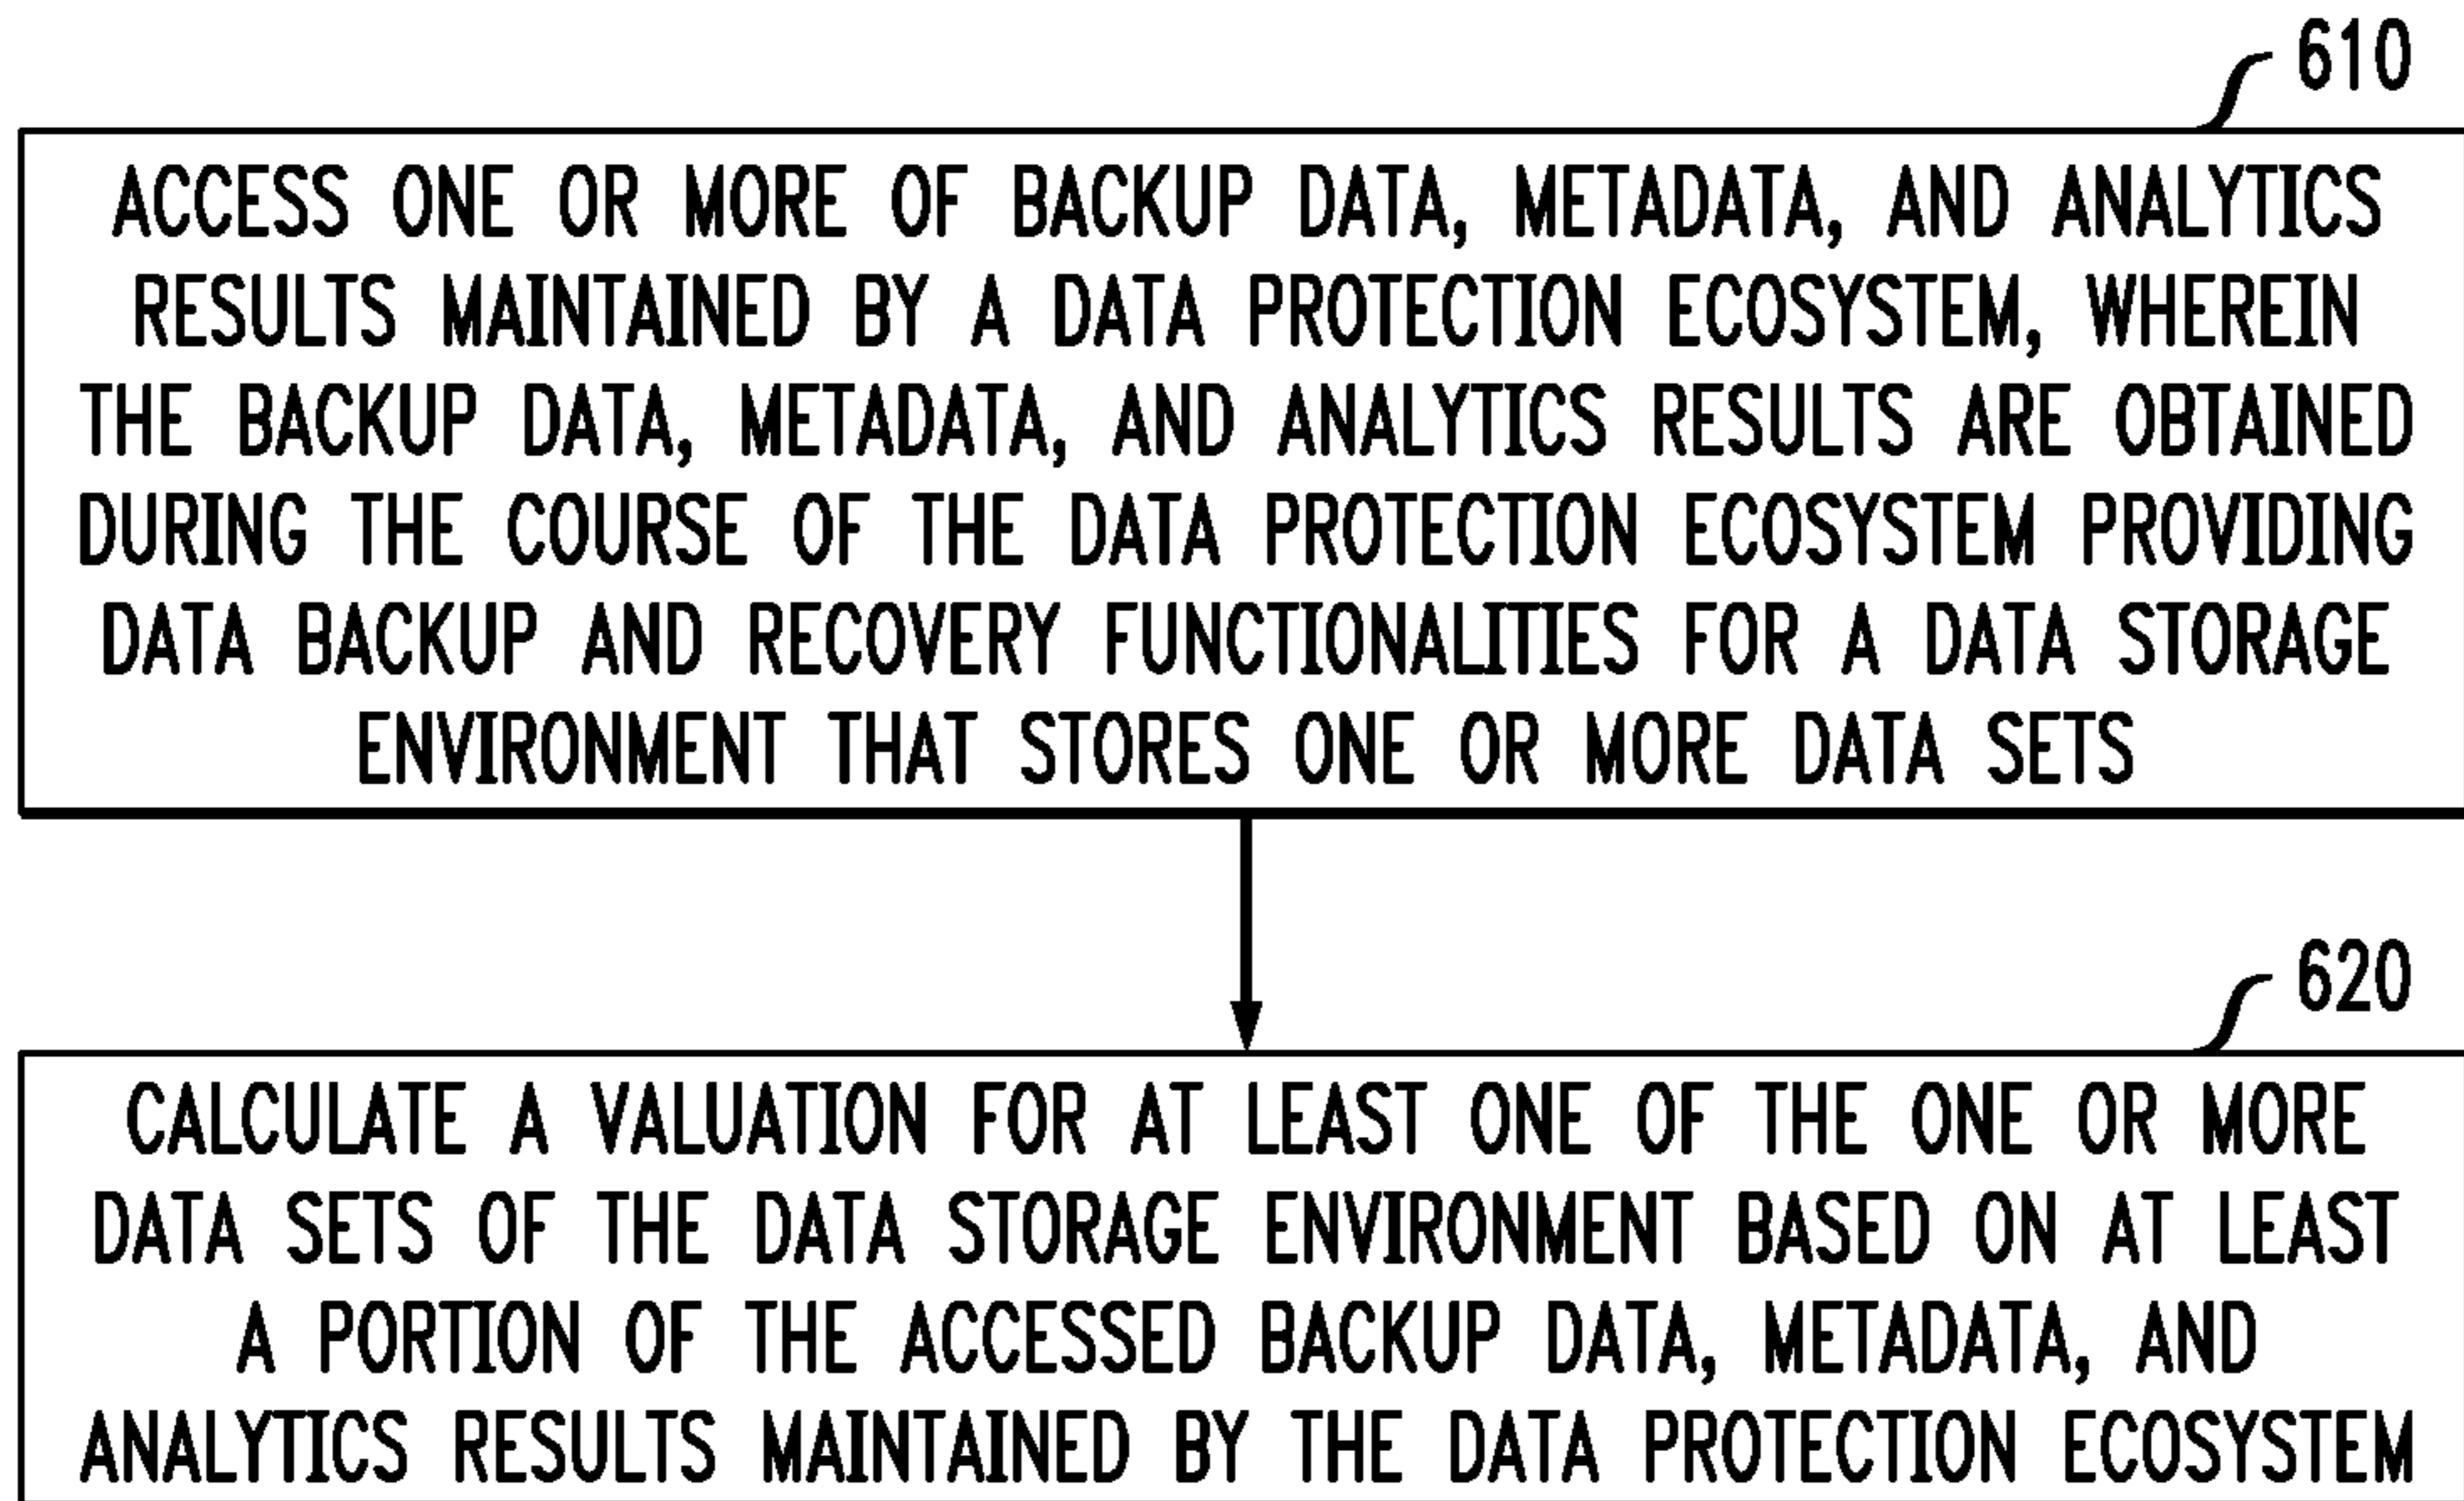 610
ACCESS ONE OR MORE OF BACKUP DATA, METADATA, AND ANALYTICS
RESULTS MAINTAINED BY A DATA PROTECTION ECOSYSTEM, WHEREIN
THE BACKUP DATA, METADATA, AND ANALYTICS RESULTS ARE OBTAINED
DURING THE COURSE OF THE DATA PROTECTION ECOSYSTEM PROVIDING
DATA BACKUP AND RECOVERY FUNCTIONALITIES FOR A DATA STORAGE
ENVIRONMENT THAT STORES ONE OR MORE DATA SETS
620
CALCULATE A VALUATION FOR AT LEAST ONE OF THE ONE OR MORE
DATA SETS OF THE DATA STORAGE ENVIRONMENT BASED ON AT LEAST
A PORTION OF THE ACCESSED BACKUP DATA, METADATA, AND
ANALYTICS RESULTS MAINTAINED BY THE DATA PROTECTION ECOSYSTEM